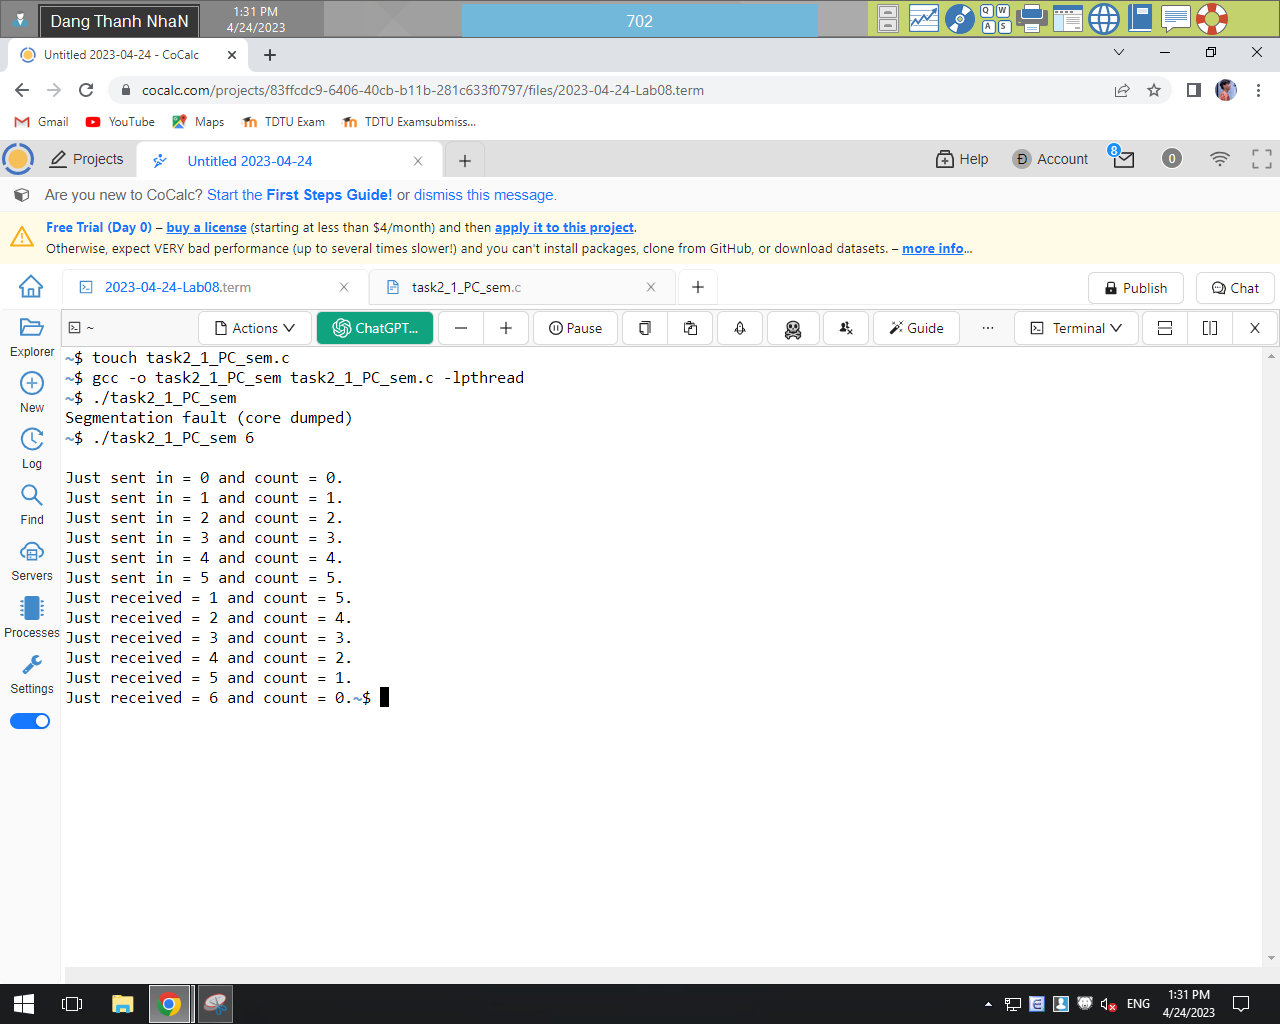 Dang Thanh NhaN
1:31 PM
4/24/2023
702
Q W
A S
Untitled 2023-04-24 - CoCalc
cocalc.com/projects/83ffcdc9-6406-40cb-b11b-281c633f0797/files/2023-04-24-Lab08.term
Gmail YouTube Maps TDTU Exam TDTU Examsubmiss...
Projects Untitled 2023-04-24 Help Account 8 0
Are you new to CoCalc? Start the First Steps Guide! or dismiss this message.
Free Trial (Day 0) – buy a license (starting at less than $4/month) and then apply it to this project.
Otherwise, expect VERY bad performance (up to several times slower!) and you can't install packages, clone from GitHub, or download datasets. – more info...
2023-04-24-Lab08.term task2_1_PC_sem.c Publish Chat
~ Actions ChatGPT... Pause Guide ... Terminal
Explorer
New
Log
Find
Servers
Processes
Settings
~$ touch task2_1_PC_sem.c
~$ gcc -o task2_1_PC_sem task2_1_PC_sem.c -lpthread
~$ ./task2_1_PC_sem
Segmentation fault (core dumped)
~$ ./task2_1_PC_sem 6
Just sent in = 0 and count = 0.
Just sent in = 1 and count = 1.
Just sent in = 2 and count = 2.
Just sent in = 3 and count = 3.
Just sent in = 4 and count = 4.
Just sent in = 5 and count = 5.
Just received = 1 and count = 5.
Just received = 2 and count = 4.
Just received = 3 and count = 3.
Just received = 4 and count = 2.
Just received = 5 and count = 1.
Just received = 6 and count = 0.~$
ENG
1:31 PM
4/24/2023